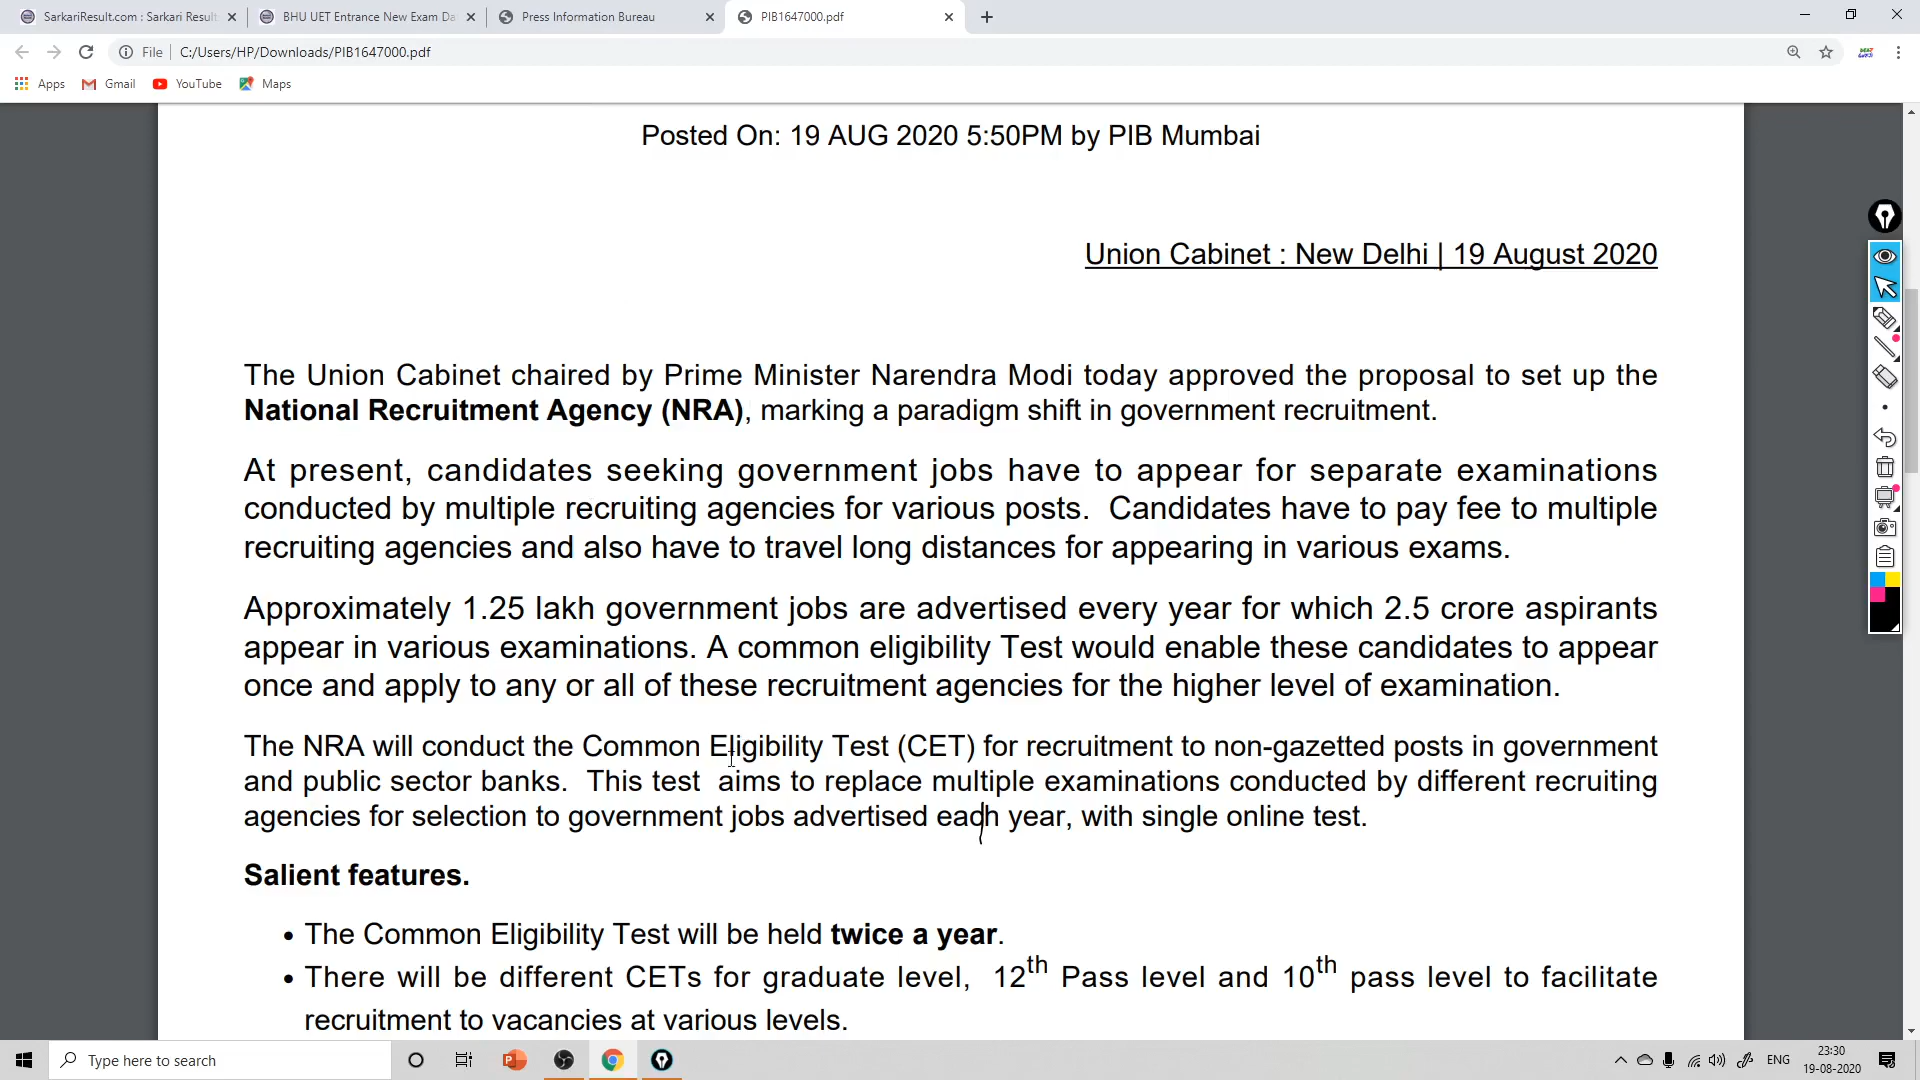 SarkariResult.com : Sarkari Result
BHU UET Entrance New Exam Da
Press Information Bureau
PIB1647000.pdf
File
C:/Users/HP/Downloads/PIB1647000.pdf
Apps
Gmail
YouTube
Maps
Posted On: 19 AUG 2020 5:50PM by PIB Mumbai
Union Cabinet : New Delhi | 19 August 2020
The Union Cabinet chaired by Prime Minister Narendra Modi today approved the proposal to set up the
National Recruitment Agency (NRA), marking a paradigm shift in government recruitment.
At present, candidates seeking government jobs have to appear for separate examinations
conducted by multiple recruiting agencies for various posts.  Candidates have to pay fee to multiple
recruiting agencies and also have to travel long distances for appearing in various exams.
Approximately 1.25 lakh government jobs are advertised every year for which 2.5 crore aspirants
appear in various examinations. A common eligibility Test would enable these candidates to appear
once and apply to any or all of these recruitment agencies for the higher level of examination.
The NRA will conduct the Common Eligibility Test (CET) for recruitment to non-gazetted posts in government
and public sector banks.  This test  aims to replace multiple examinations conducted by different recruiting
agencies for selection to government jobs advertised each year, with single online test.
Salient features.
• The Common Eligibility Test will be held twice a year.
• There will be different CETs for graduate level,  12th Pass level and 10th pass level to facilitate
recruitment to vacancies at various levels.
Type here to search
ENG
23:30
19-08-2020